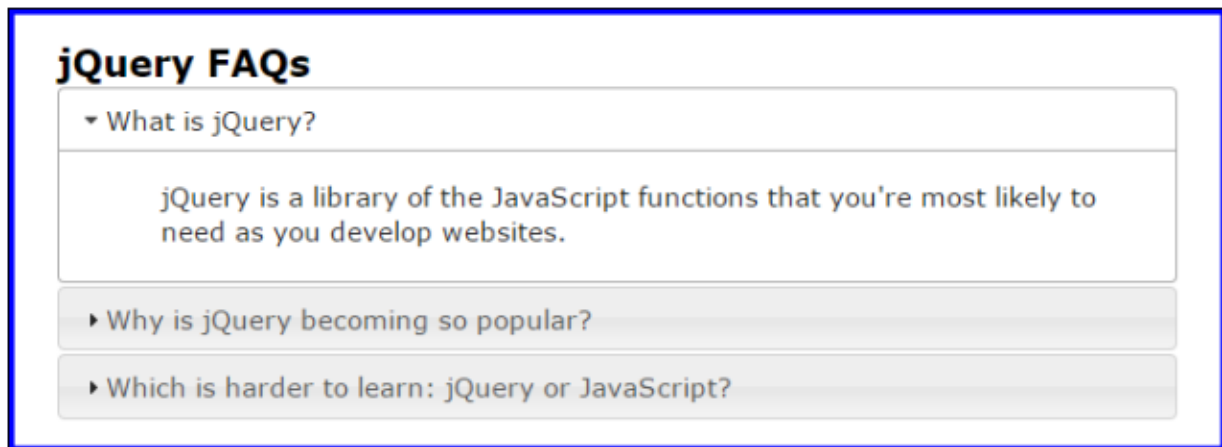 jQuery FAQs
What is jQuery?
jQuery is a library of the JavaScript functions that you're most likely to
need as you develop websites.
Why is jQuery becoming so popular?
Which is harder to learn: jQuery or JavaScript?